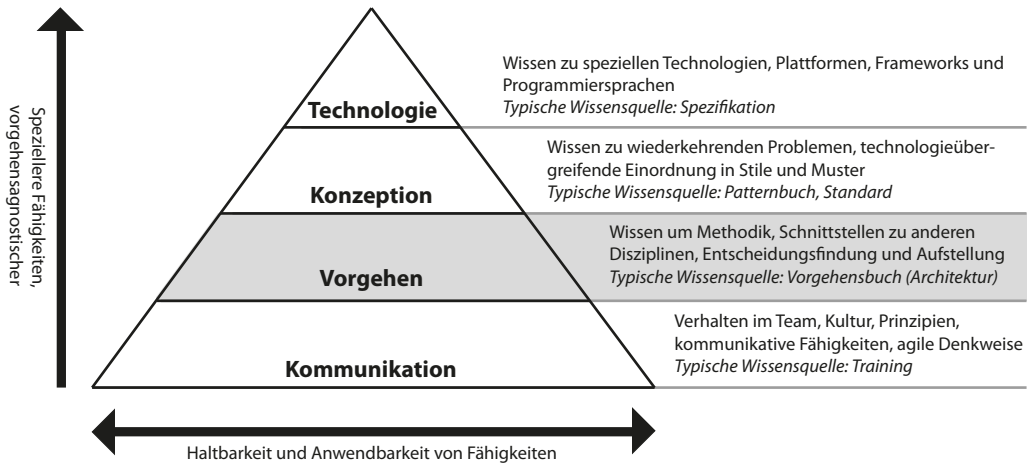 Wissen zu speziellen Technologien, Plattformen, Frameworks und
Programmiersprachen
Typische Wissensquelle: Spezifikation
Technologie
Wissen zu wiederkehrenden Problemen, technologieüber-
greifende Einordnung in Stile und Muster
Typische Wissensquelle: Patternbuch, Standard
Konzeption
Wissen um Methodik, Schnittstellen zu anderen
Disziplinen, Entscheidungsfindung und Aufstellung
Typische Wissensquelle: Vorgehensbuch (Architektur)
Vorgehen
Verhalten im Team, Kultur, Prinzipien,
kommunikative Fähigkeiten, agile Denkweise
Typische Wissensquelle: Training
Kommunikation
Speziellere Fähigkeiten,
vorgehensagnostischer
Haltbarkeit und Anwendbarkeit von Fähigkeiten